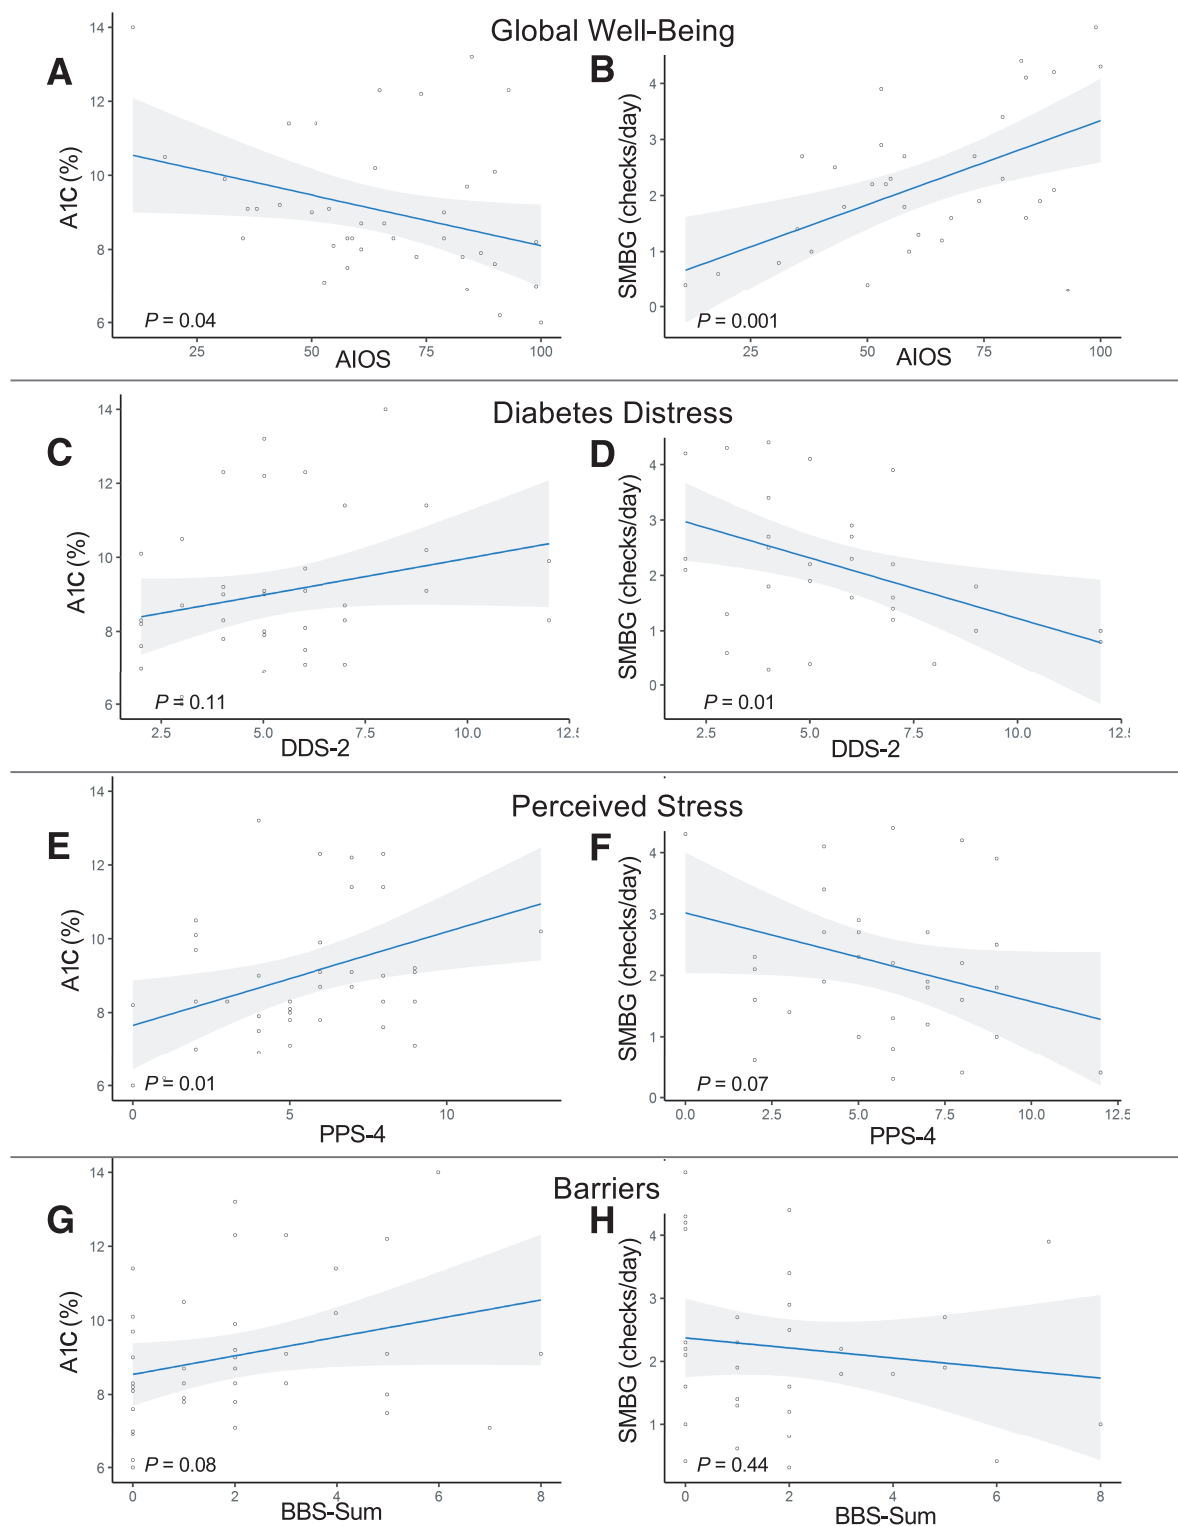 Global Well-Being
A
A1C (%)
14
12
10
8
6
P = 0.04
25
50
75
100
AIOS
B
SMBG (checks/day)
4
3
2
1
0
P = 0.001
25
50
75
100
AIOS
Diabetes Distress
C
A1C (%)
14
12
10
8
6
P = 0.11
2.5
5.0
7.5
10.0
12.5
DDS-2
D
SMBG (checks/day)
4
3
2
1
0
P = 0.01
2.5
5.0
7.5
10.0
12.5
DDS-2
Perceived Stress
E
A1C (%)
14
12
10
8
6
P = 0.01
0
5
10
PPS-4
F
SMBG (checks/day)
4
3
2
1
0
P = 0.07
0.0
2.5
5.0
7.5
10.0
12.5
PPS-4
Barriers
G
A1C (%)
14
12
10
8
6
P = 0.08
0
2
4
6
8
BBS-Sum
H
SMBG (checks/day)
4
3
2
1
P = 0.44
0
2
4
6
8
BBS-Sum